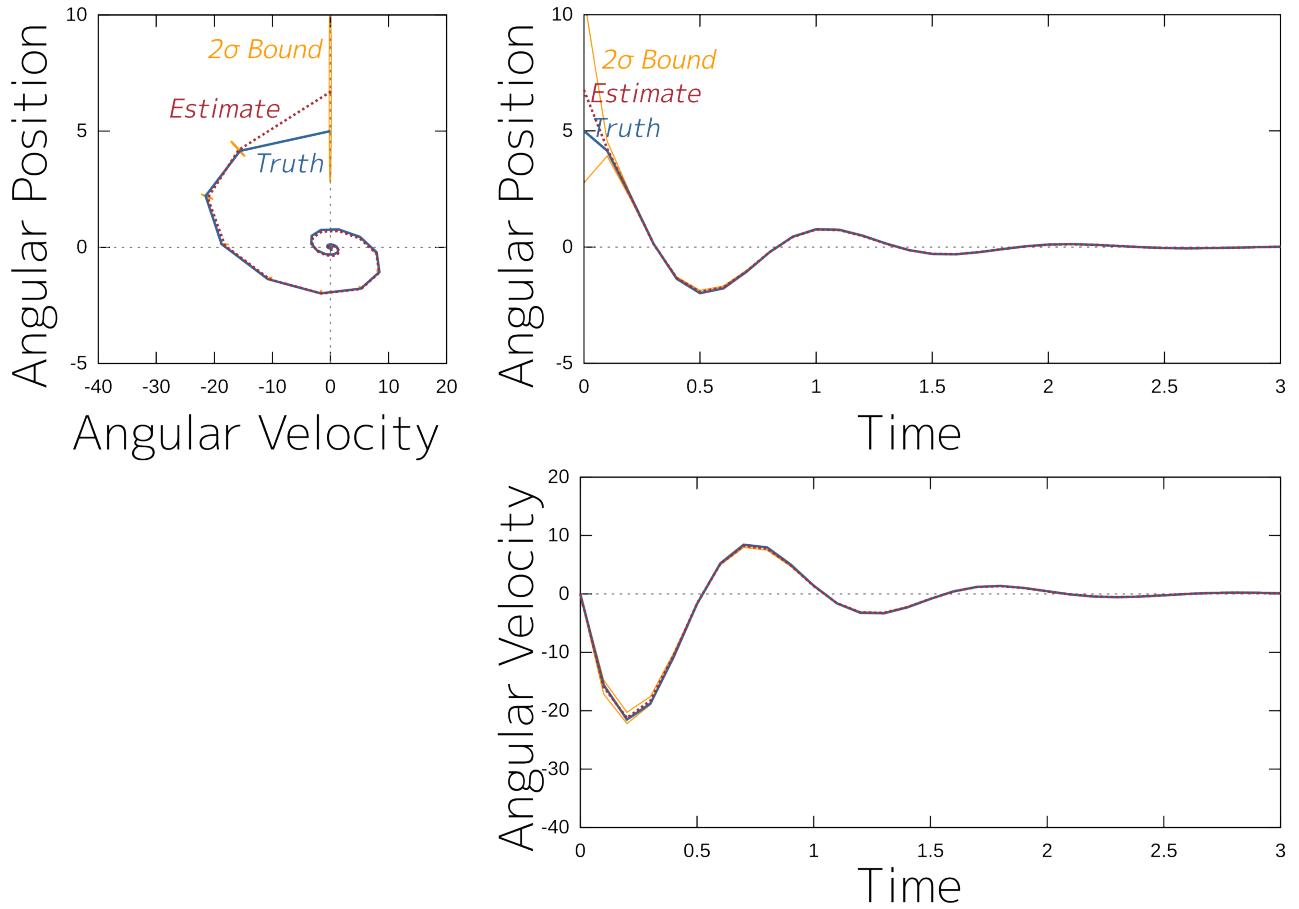 Angular Position
10
5
0
-5
2σ Bound
Estimate
Truth
-40 -30 -20 -10 0 10 20
Angular Velocity
Angular Position
10
5
0
-5
2σ Bound
Estimate
Truth
0 0.5 1 1.5 2 2.5 3
Time
Angular Velocity
20
10
0
-10
-20
-30
-40
0 0.5 1 1.5 2 2.5 3
Time